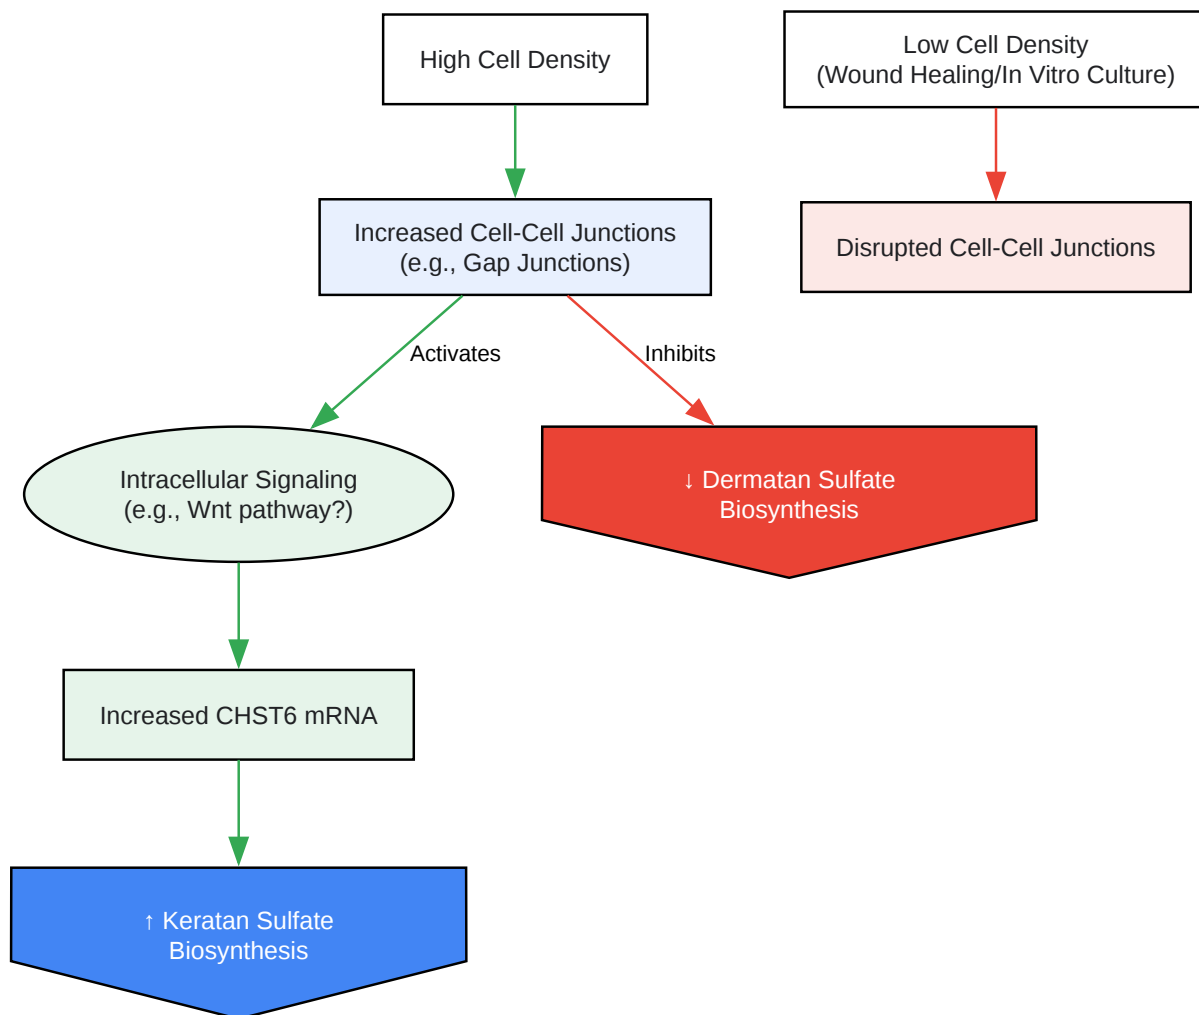 High Cell Density
Low Cell Density
(Wound Healing/In Vitro Culture)
Increased Cell-Cell Junctions
(e.g., Gap Junctions)
Disrupted Cell-Cell Junctions
Activates
Inhibits
Intracellular Signaling
(e.g., Wnt pathway?)
↓ Dermatan Sulfate
Biosynthesis
Increased CHST6 mRNA
↑ Keratan Sulfate
Biosynthesis